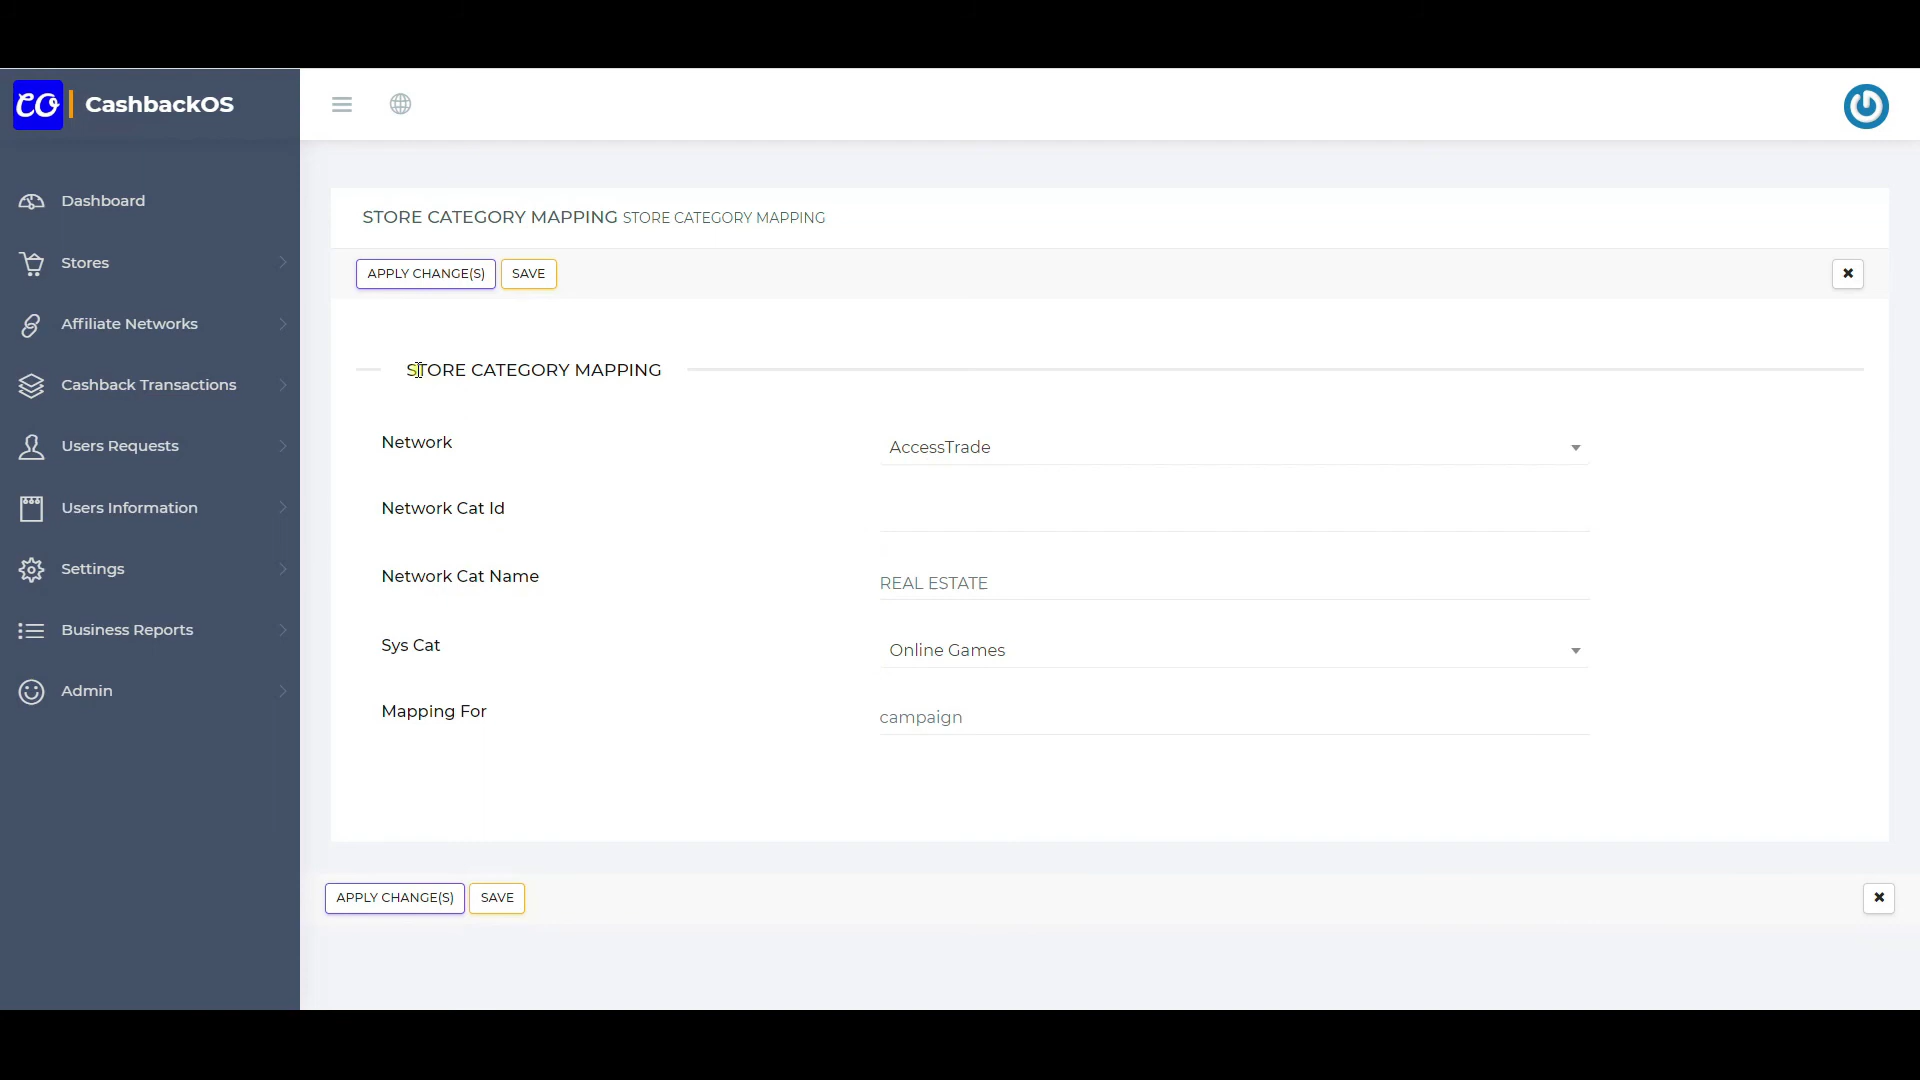 CO | CashbackOS
Dashboard
Stores
Affiliate Networks
Cashback Transactions
Users Requests
Users Information
Settings
Business Reports
Admin
STORE CATEGORY MAPPING STORE CATEGORY MAPPING
APPLY CHANGE(S) SAVE
STORE CATEGORY MAPPING
Network AccessTrade
Network Cat Id
Network Cat Name REAL ESTATE
Sys Cat Online Games
Mapping For campaign
APPLY CHANGE(S) SAVE